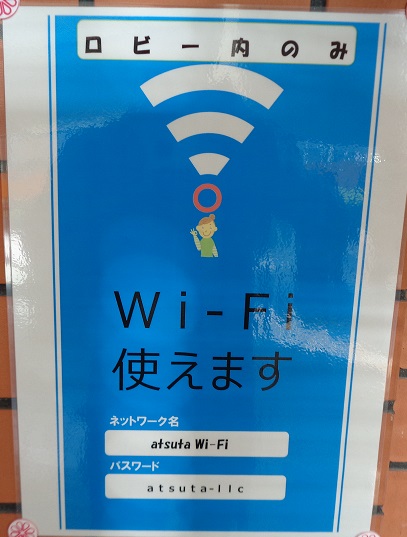 ロビー内のみ
Wi-Fi
使えます
ネットワーク名
atsuta Wi-Fi
パスワード
atsuta-llc